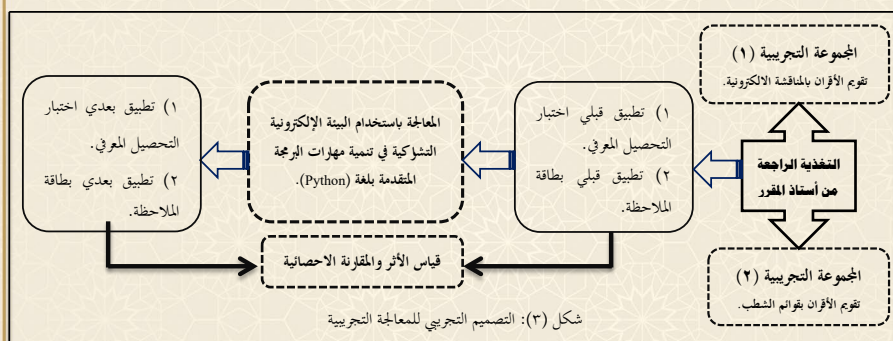 المجموعة التجريبية (١)
تقويم الأقران بالمناقشة الالكترونية.
التغذية الراجعة
من أستاذ المقرر
المجموعة التجريبية (٢)
تقويم الأقران بقوائم الشطب.
١) تطبيق قبلي اختبار
التحصيل المعرفي.
٢) تطبيق قبلي بطاقة
الملاحظة.
المعالجة باستخدام البيئة الإلكترونية
التشاركية في تنمية مهارات البرمجة
المتقدمة بلغة (Python).
١) تطبيق بعدي اختبار
التحصيل المعرفي.
٢) تطبيق بعدي بطاقة
الملاحظة.
قياس الأثر والمقارنة الاحصائية
شكل (٣): التصميم التجريبي للمعالجة التجريبية